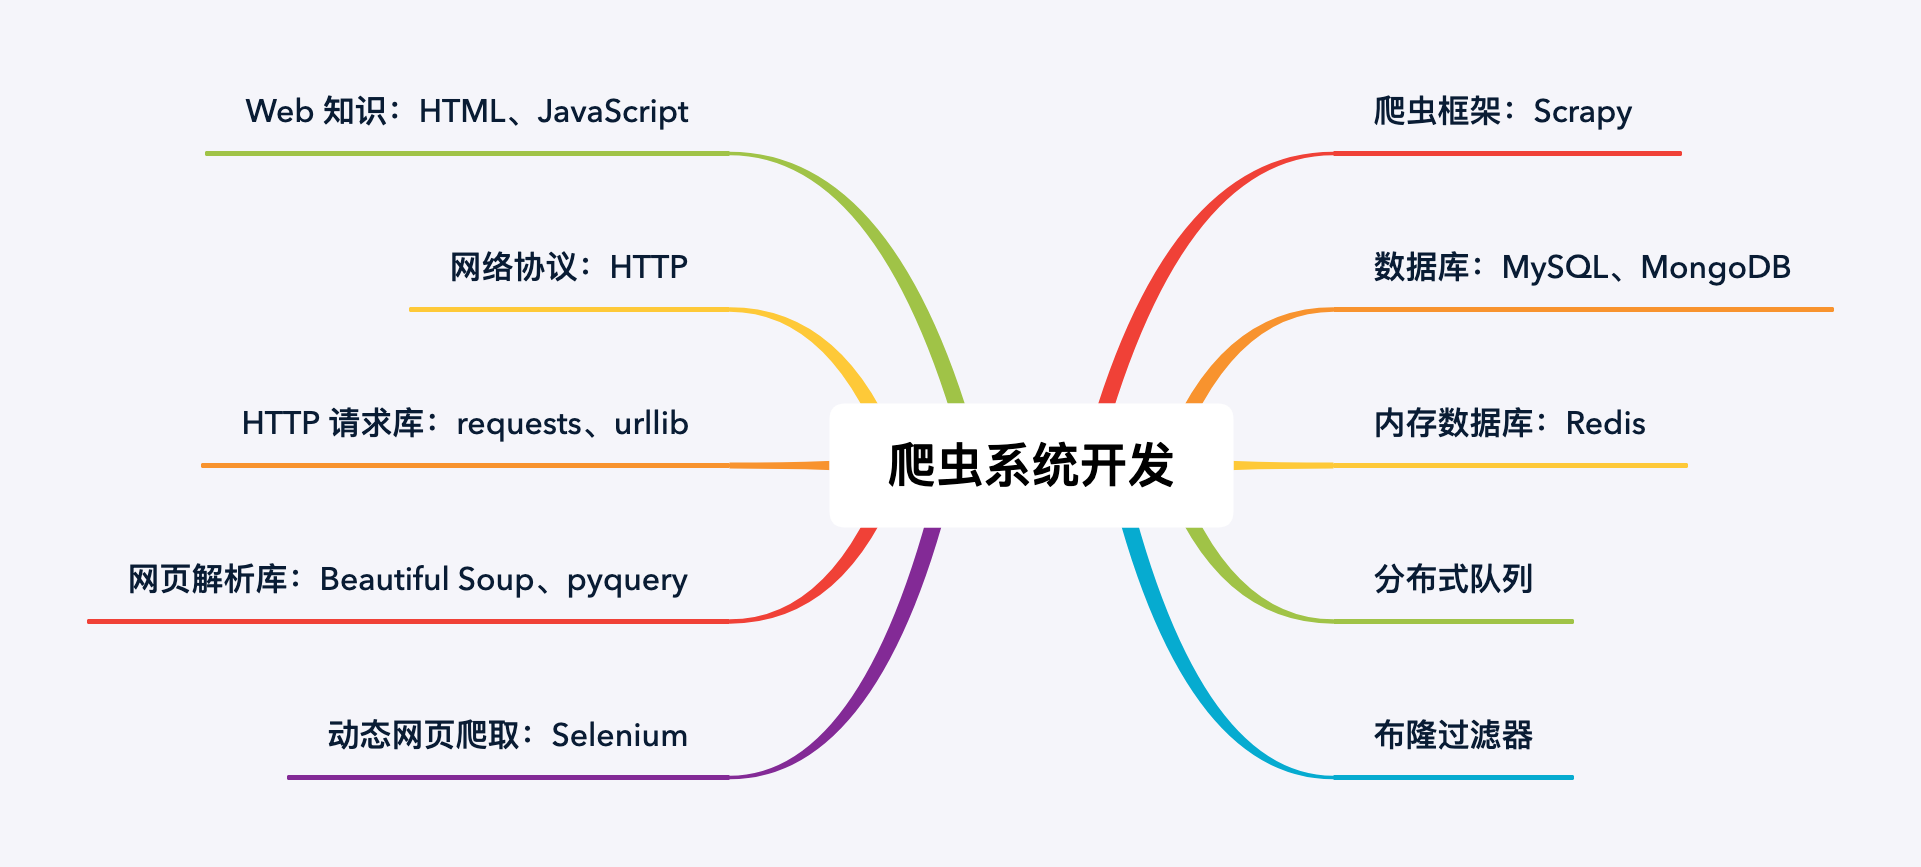 Web 知识：HTML、JavaScript
网络协议：HTTP
HTTP 请求库：requests、urllib
网页解析库：Beautiful Soup、pyquery
动态网页爬取：Selenium
爬虫系统开发
爬虫框架：Scrapy
数据库：MySQL、MongoDB
内存数据库：Redis
分布式队列
布隆过滤器